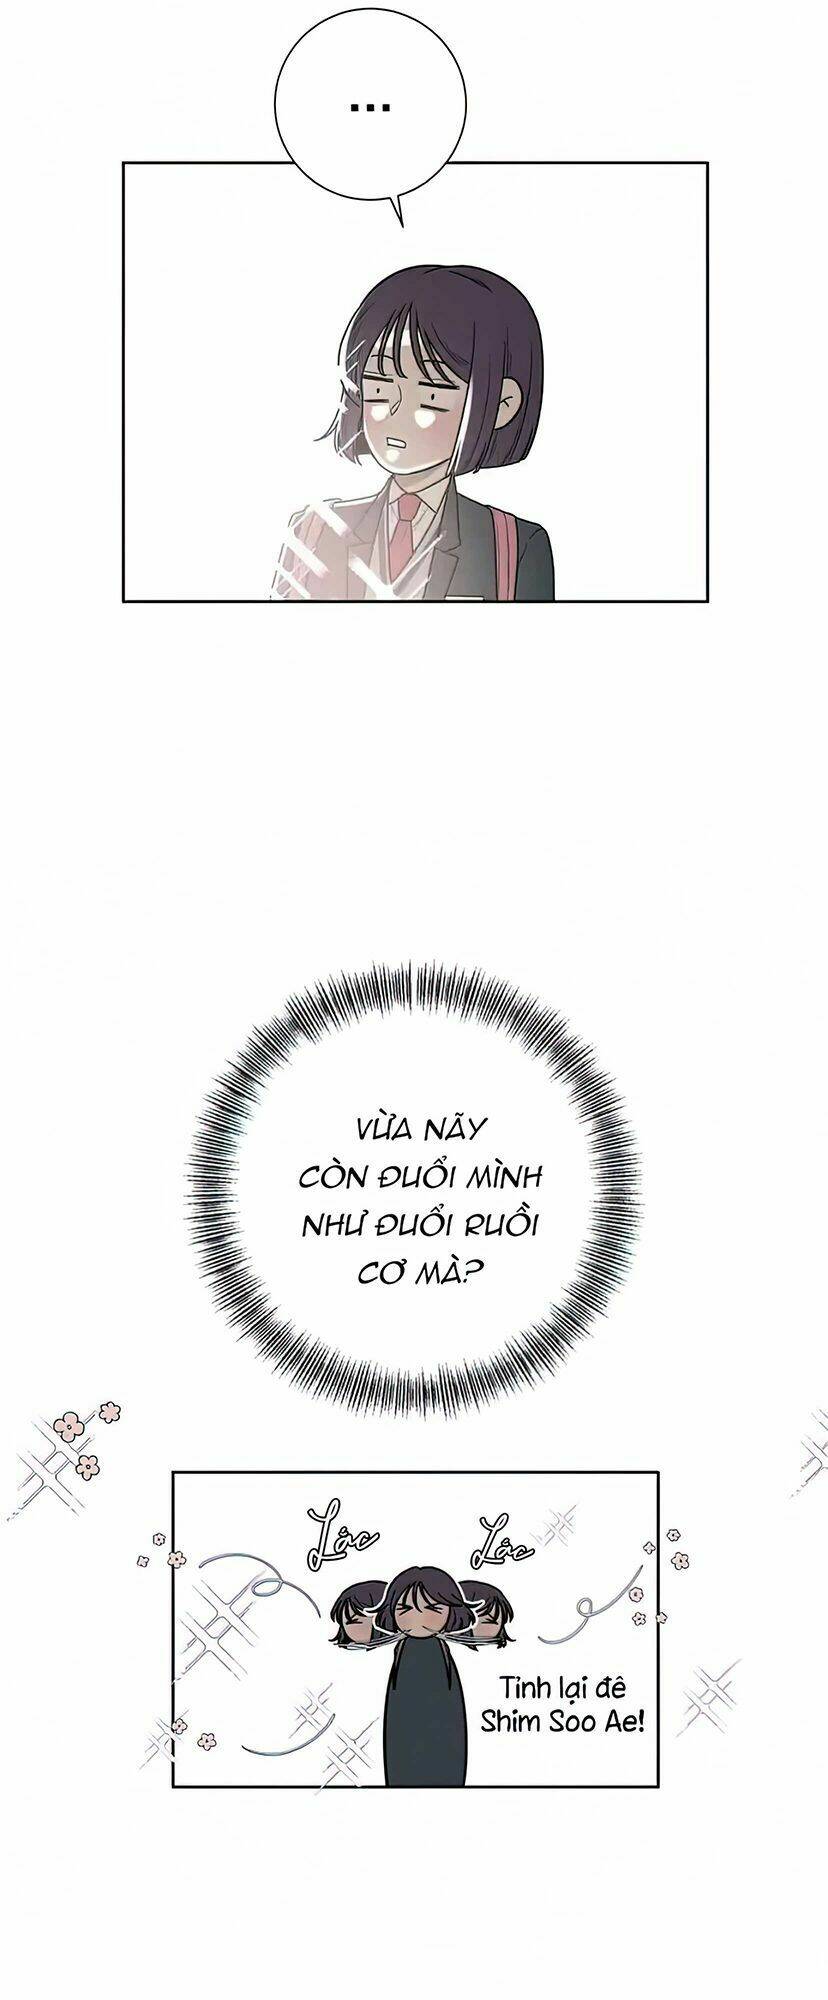 ...
VỪA NÃY
CÒN ĐUỔI MÌNH
NHƯ ĐUỔI RUỒI
CƠ MÀ?
Lắc
Lắc
Tỉnh lại đê
Shim Soo Ae!